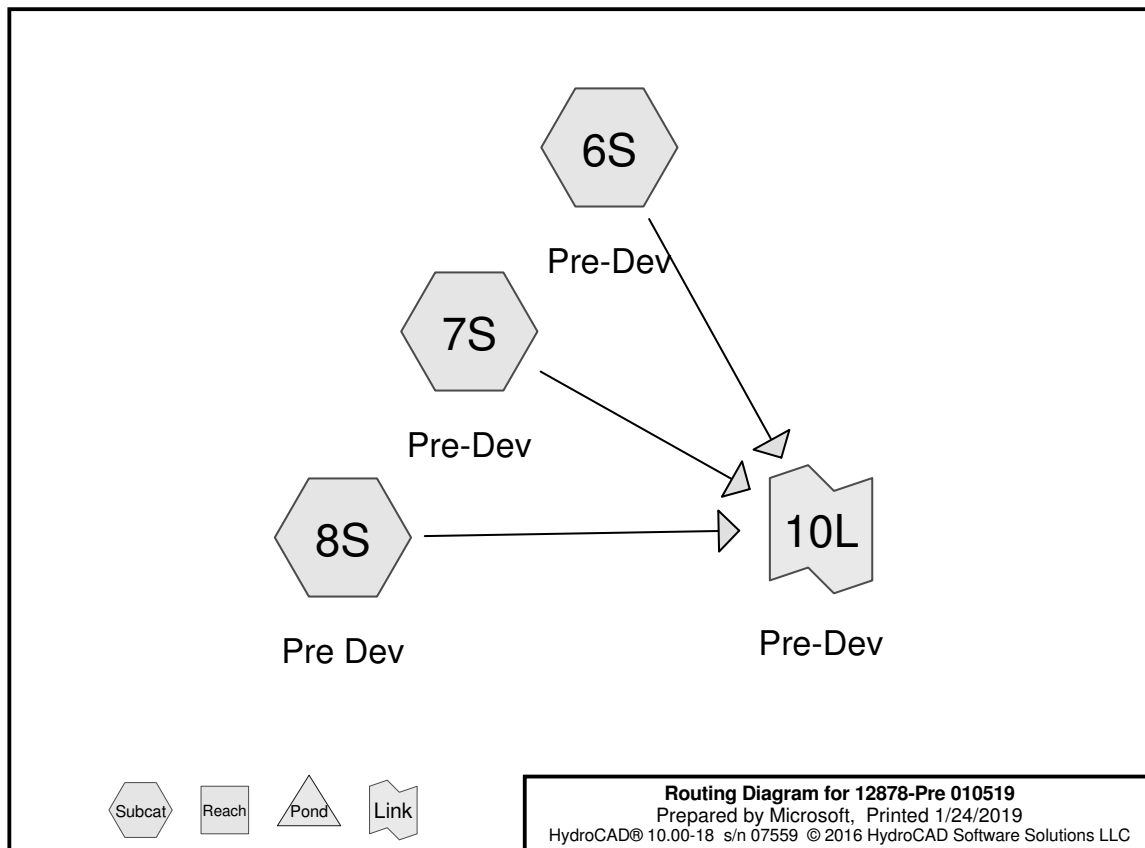 6S
Pre-Dev
7S
Pre-Dev
8S
Pre Dev
10L
Pre-Dev
Subcat
Reach
Pond
Link
Routing Diagram for 12878-Pre 010519
Prepared by Microsoft, Printed 1/24/2019
HydroCAD® 10.00-18 s/n 07559 © 2016 HydroCAD Software Solutions LLC